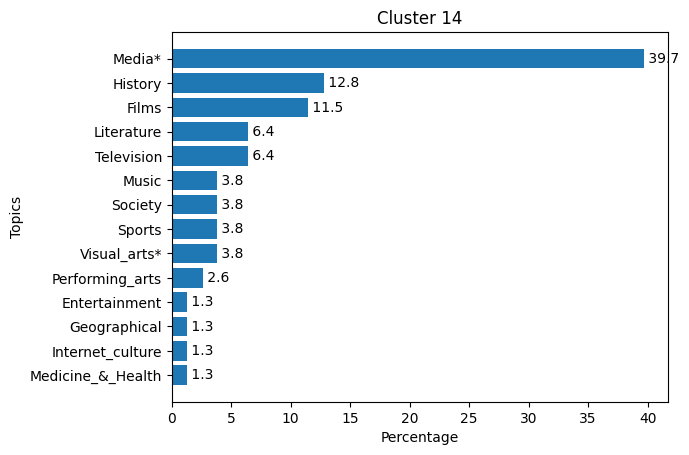 Cluster 14
Topics
Media* 39.7
History 12.8
Films 11.5
Literature 6.4
Television 6.4
Music 3.8
Society 3.8
Sports 3.8
Visual_arts* 3.8
Performing_arts 2.6
Entertainment 1.3
Geographical 1.3
Internet_culture 1.3
Medicine_&_Health 1.3
0 5 10 15 20 25 30 35 40
Percentage